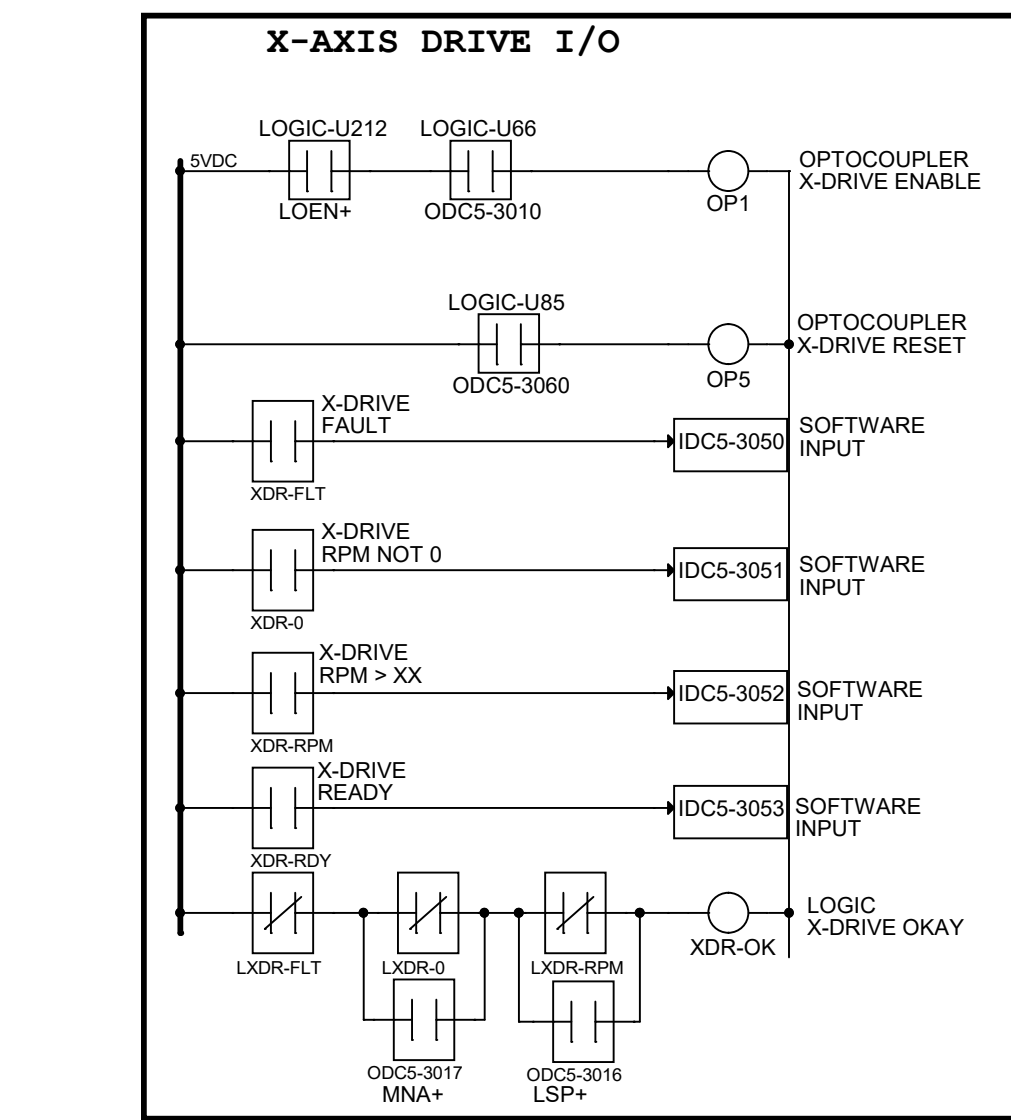 X-AXIS DRIVE I/O
LOGIC-U212
LOGIC-U66
5VDC
OPTOCOUPLER
X-DRIVE ENABLE
LOEN+
ODC5-3010
OP1
LOGIC-U85
OPTOCOUPLER
X-DRIVE RESET
ODC5-3060
OP5
X-DRIVE
FAULT
IDC5-3050
SOFTWARE
INPUT
XDR-FLT
X-DRIVE
RPM NOT 0
IDC5-3051
SOFTWARE
INPUT
XDR-0
X-DRIVE
RPM > XX
IDC5-3052
SOFTWARE
INPUT
XDR-RPM
X-DRIVE
READY
IDC5-3053
SOFTWARE
INPUT
XDR-RDY
LOGIC
X-DRIVE OKAY
XDR-OK
LXDR-FLT
LXDR-0
LXDR-RPM
ODC5-3017
MNA+
ODC5-3016
LSP+